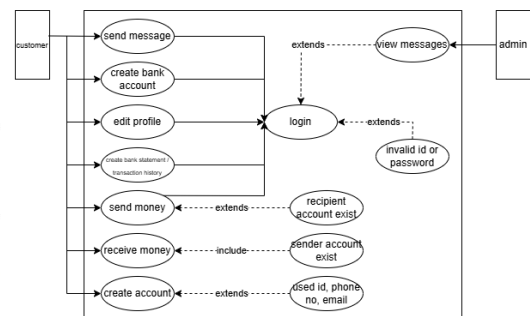 customer
send message
extends
view messages
admin
create bank
account
edit profile
login
extends
invalid id or
password
create bank statement /
transaction history
send money
extends
recipient
account exist
receive money
include
sender account
exist
create account
extends
used id, phone
no, email